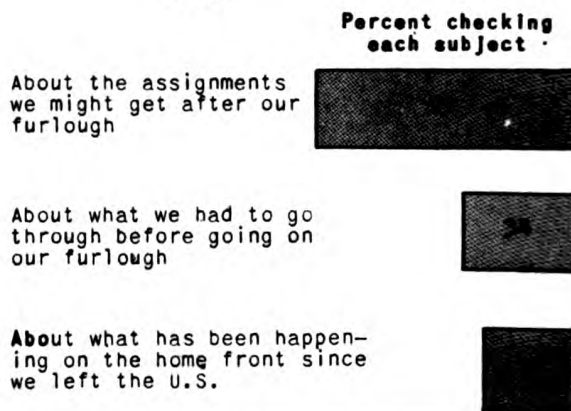 Percent checking
each subject
About the assignments
we might get after our
furlough
About what we had to go
through before going on
our furlough
About what has been happen-
ing on the home front since
we left the U.S.